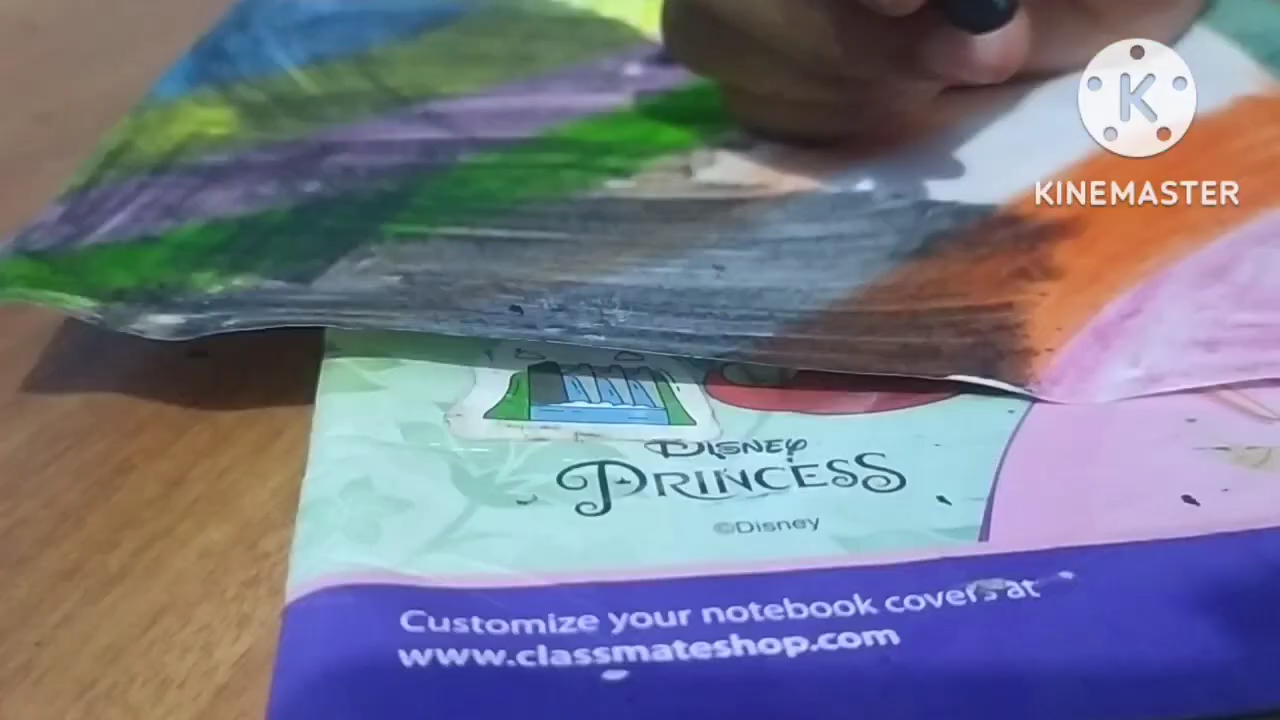 K
KINEMASTER
DISNEY
PRINCESS
©Disney
Customize your notebook covers at
www.classmateshop.com